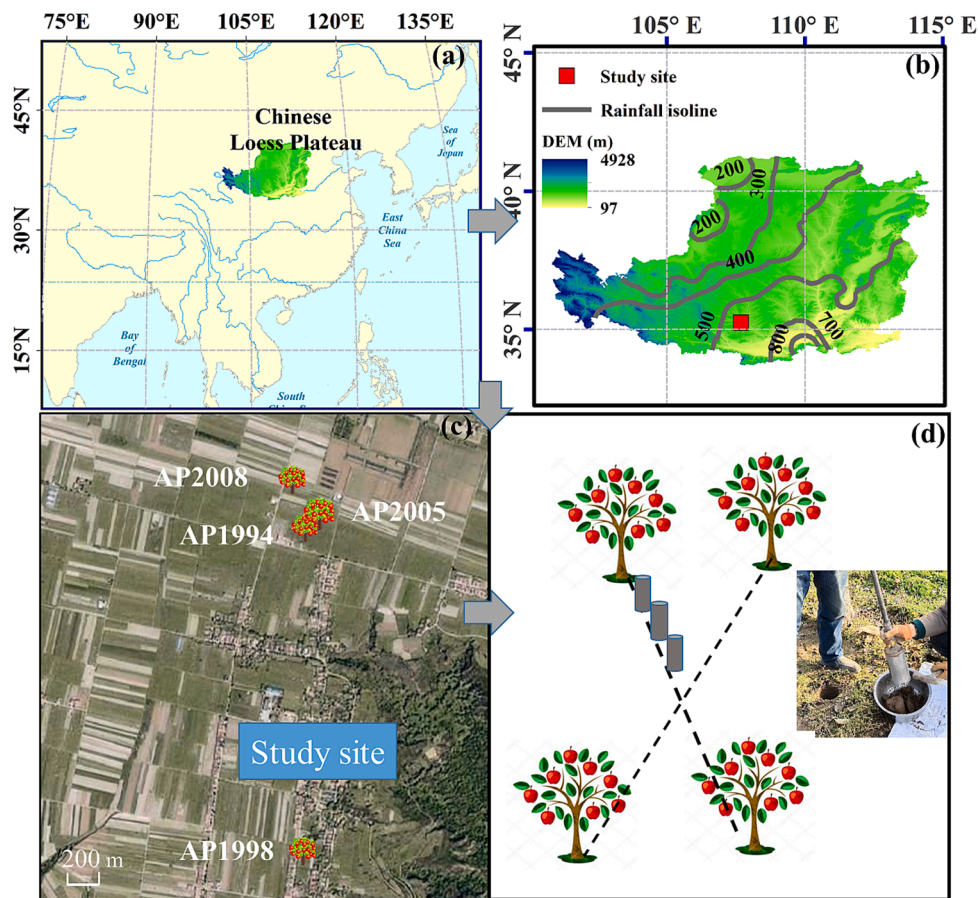 75°E 90°E 105°E 120°E 135°E
(a)
45°N
30°N
15°N
Chinese
Loess Plateau
Sea
of
Japan
East
China
Sea
Bay
of
Bengal
South
105° E 110° E 115° E
(b)
45°N
40°N
35° N
Study site
Rainfall isoline
DEM (m)
4928
97
200
300
200
400
500
700
800
(c)
AP2008
AP2005
AP1994
Study site
AP1998
200 m
(d)